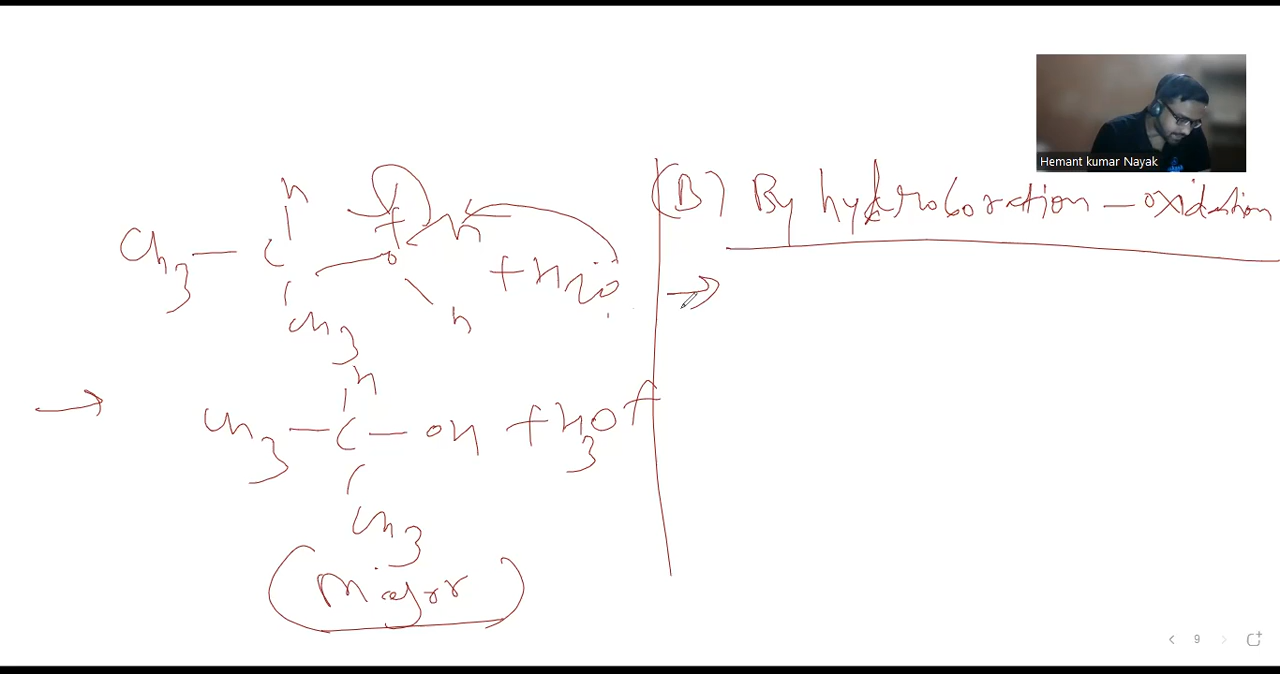 Hemant kumar Nayak
H
CH3 — C — O — H + H2O
+
H
CH3
→ CH3 — C — OH + H3O+
H
CH3
(Major)
(B) By hydroboration – oxidation
→
9